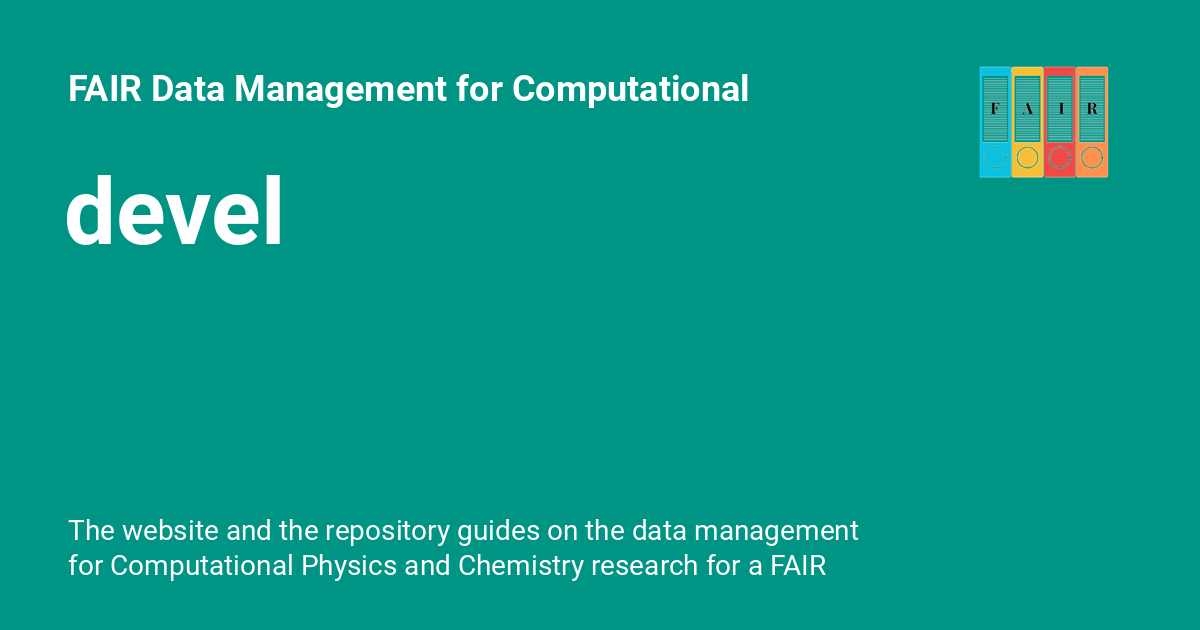 FAIR Data Management for Computational
F A I R
devel
The website and the repository guides on the data management
for Computational Physics and Chemistry research for a FAIR